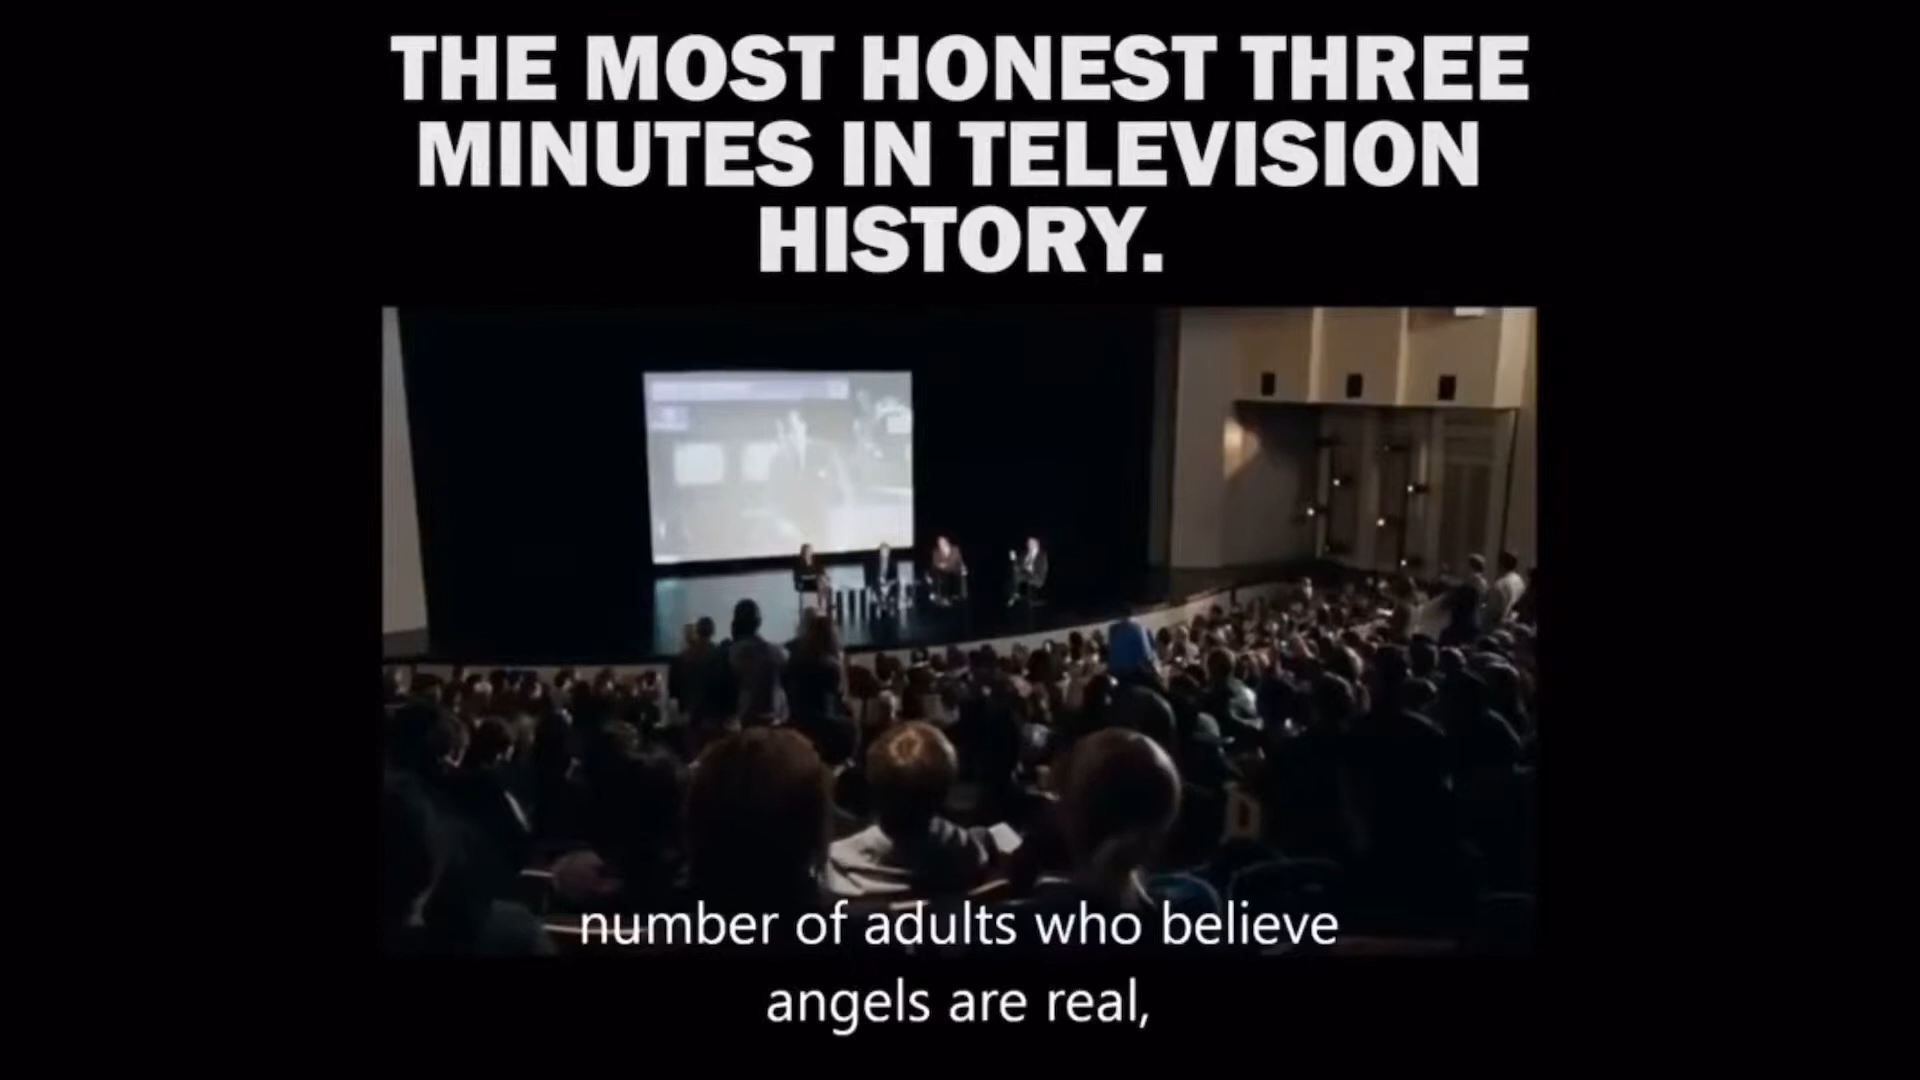 THE MOST HONEST THREE
MINUTES IN TELEVISION
HISTORY.
number of adults who believe
angels are real,